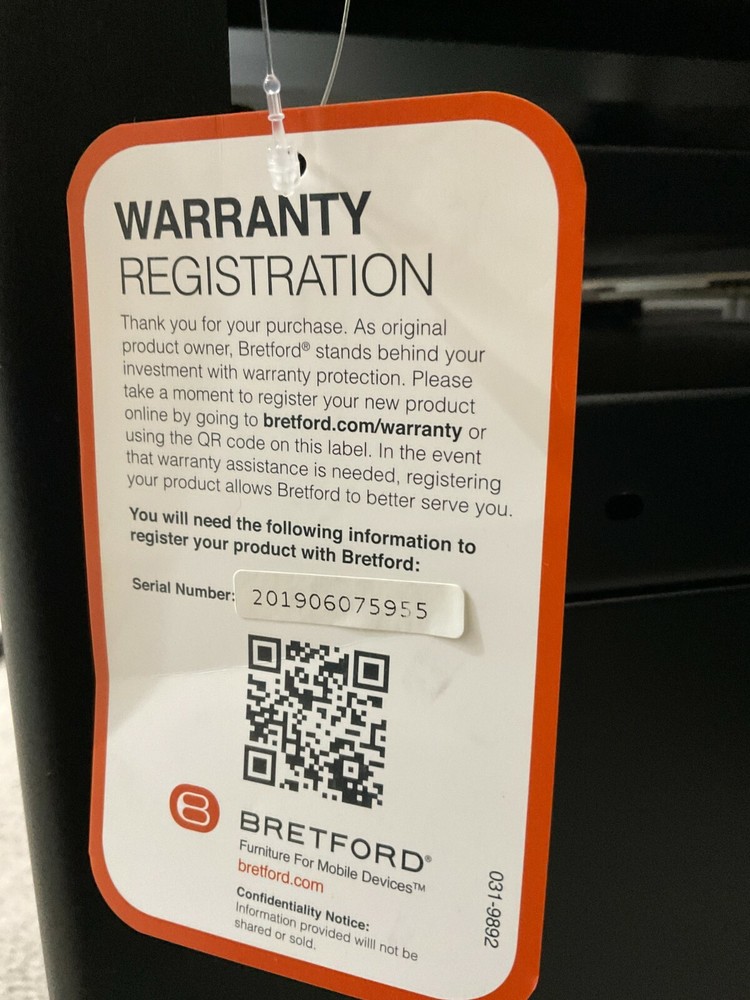 WARRANTY
REGISTRATION
Thank you for your purchase. As original
product owner, Bretford® stands behind your
investment with warranty protection. Please
take a moment to register your new product
online by going to bretford.com/warranty or
using the QR code on this label. In the event
that warranty assistance is needed, registering
your product allows Bretford to better serve you.
You will need the following information to
register your product with Bretford:
Serial Number: 201906075955
BRETFORD®
Furniture For Mobile Devices™
bretford.com
Confidentiality Notice:
Information provided willl not be
shared or sold.
031-9892